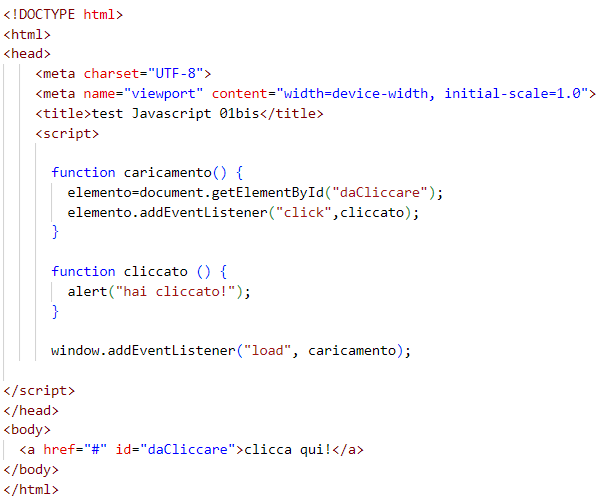 <!DOCTYPE html>
<html>
<head>
<meta charset="UTF-8">
<meta name="viewport" content="width=device-width, initial-scale=1.0">
<title>test Javascript 01bis</title>
<script>
function caricamento() {
elemento=document.getElementById("daCliccare");
elemento.addEventListener("click",cliccato);
}
function cliccato () {
alert("hai cliccato!");
}
window.addEventListener("load", caricamento);
</script>
</head>
<body>
<a href="#" id="daCliccare">clicca qui!</a>
</body>
</html>